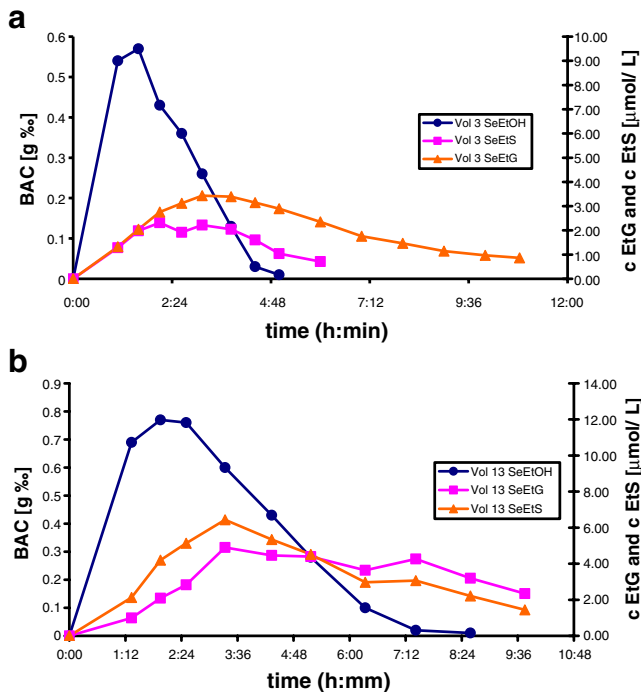 a
BAC [g ‰]
0.6
0.5
0.4
0.3
0.2
0.1
0
10.00
9.00
8.00
7.00
6.00
5.00
4.00
3.00
2.00
1.00
0.00
c EtG and c EtS [µmol/ L]
Vol 3 SeEtOH
Vol 3 SeEtS
Vol 3 SeEtG
0:00 2:24 4:48 7:12 9:36 12:00
time (h:min)
b
BAC [g ‰]
0.9
0.8
0.7
0.6
0.5
0.4
0.3
0.2
0.1
0
14.00
12.00
10.00
8.00
6.00
4.00
2.00
0.00
c EtG and c EtS [µmol/ L]
Vol 13 SeEtOH
Vol 13 SeEtG
Vol 13 SeEtS
0:00 1:12 2:24 3:36 4:48 6:00 7:12 8:24 9:36 10:48
time (h:mm)